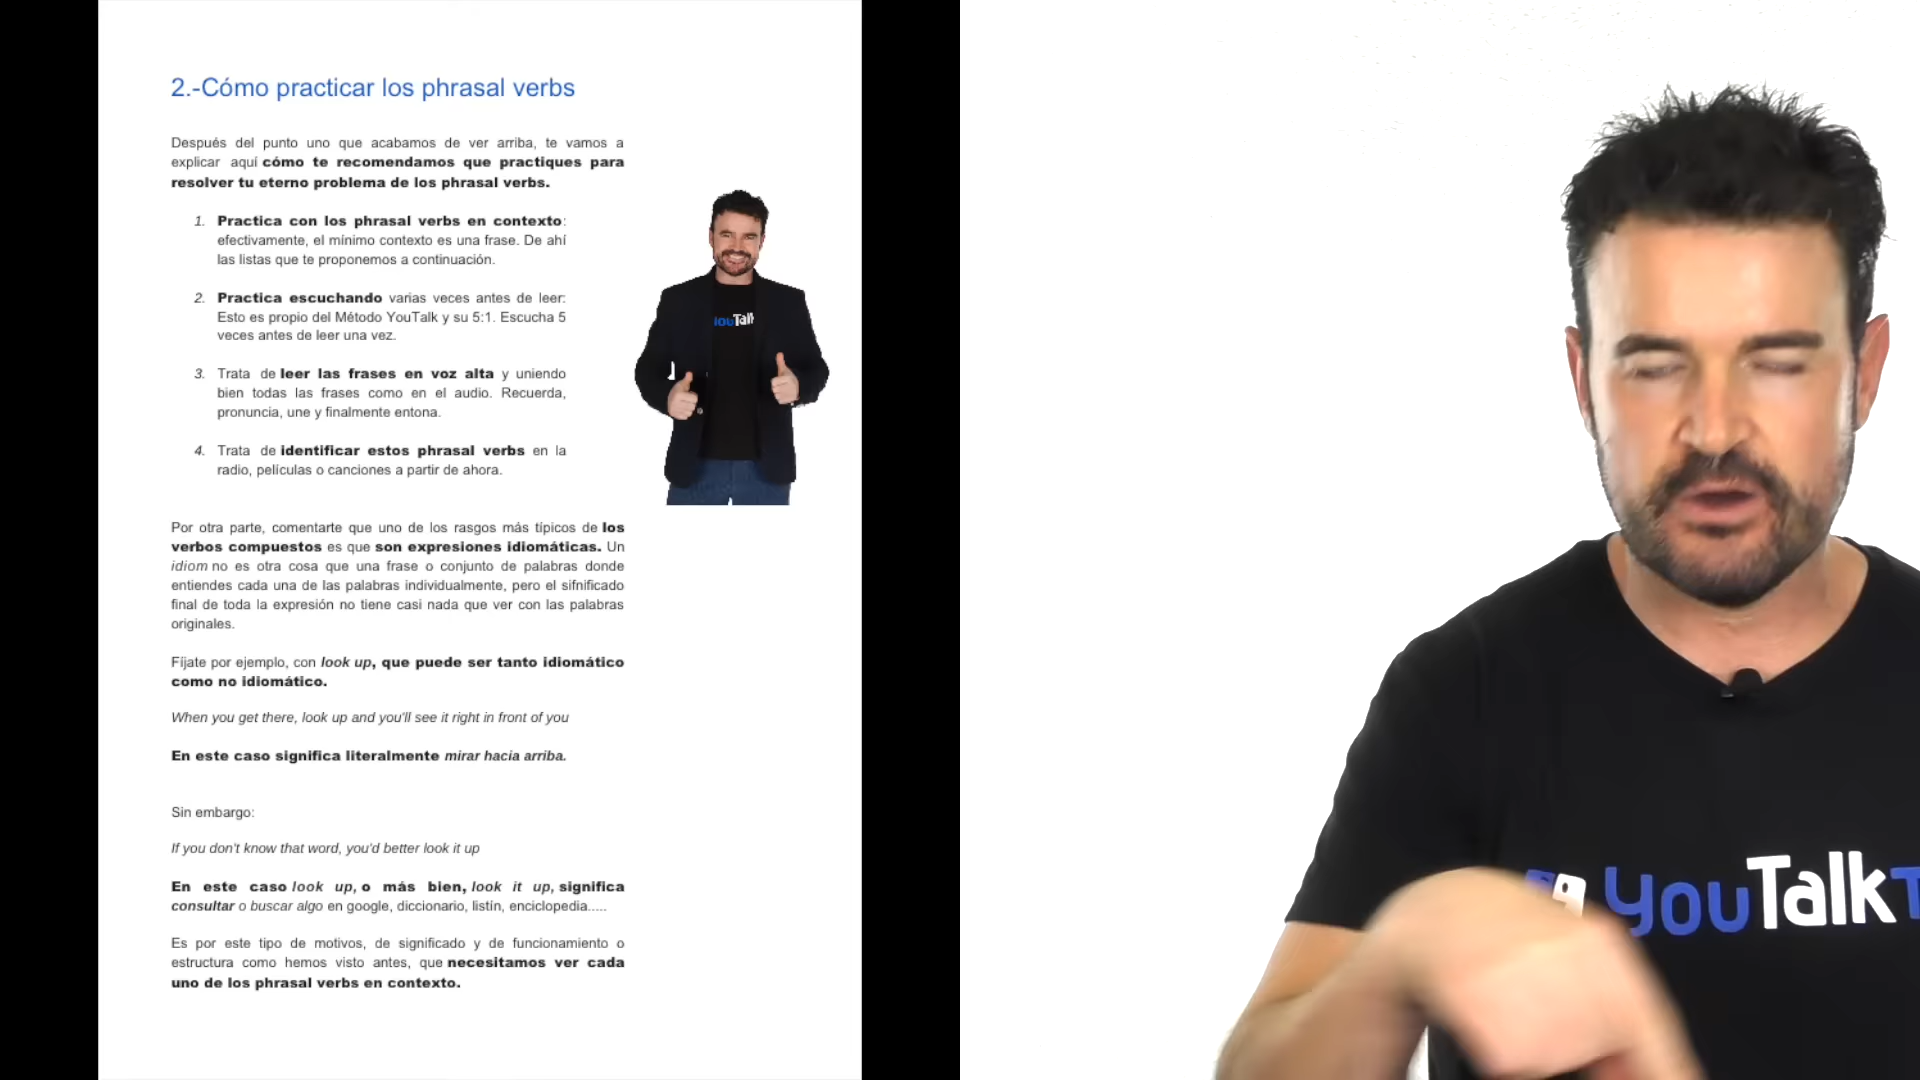 2.-Cómo practicar los phrasal verbs
Después del punto uno que acabamos de ver arriba, te vamos a
explicar aquí cómo te recomendamos que practiques para
resolver tu eterno problema de los phrasal verbs.
1. Practica con los phrasal verbs en contexto:
efectivamente, el mínimo contexto es una frase. De ahí
las listas que te proponemos a continuación.
2. Practica escuchando varias veces antes de leer:
Esto es propio del Método YouTalk y su 5:1. Escucha 5
veces antes de leer una vez.
3. Trata de leer las frases en voz alta y uniendo
bien todas las frases como en el audio. Recuerda,
pronuncia, une y finalmente entona.
4. Trata de identificar estos phrasal verbs en la
radio, películas o canciones a partir de ahora.
Por otra parte, comentarte que uno de los rasgos más típicos de los
verbos compuestos es que son expresiones idiomáticas. Un
idiom no es otra cosa que una frase o conjunto de palabras donde
entiendes cada una de las palabras individualmente, pero el sifnificado
final de toda la expresión no tiene casi nada que ver con las palabras
originales.
Fíjate por ejemplo, con look up, que puede ser tanto idiomático
como no idiomático.
When you get there, look up and you'll see it right in front of you
En este caso significa literalmente mirar hacia arriba.
Sin embargo:
If you don't know that word, you'd better look it up
En este caso look up, o más bien, look it up, significa
consultar o buscar algo en google, diccionario, listín, enciclopedia.....
Es por este tipo de motivos, de significado y de funcionamiento o
estructura como hemos visto antes, que necesitamos ver cada
uno de los phrasal verbs en contexto.
youTalk
youTalkT